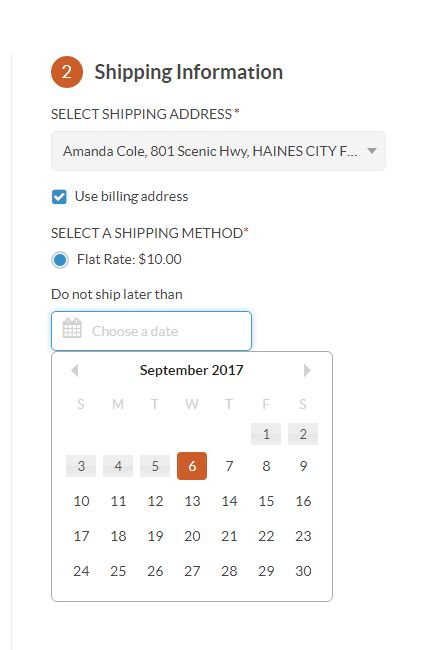 2 Shipping Information
SELECT SHIPPING ADDRESS*
Amanda Cole, 801 Scenic Hwy, HAINES CITY F...
Use billing address
SELECT A SHIPPING METHOD*
Flat Rate: $10.00
Do not ship later than
Choose a date
September 2017
S M T W T F S
1 2
3 4 5 6 7 8 9
10 11 12 13 14 15 16
17 18 19 20 21 22 23
24 25 26 27 28 29 30